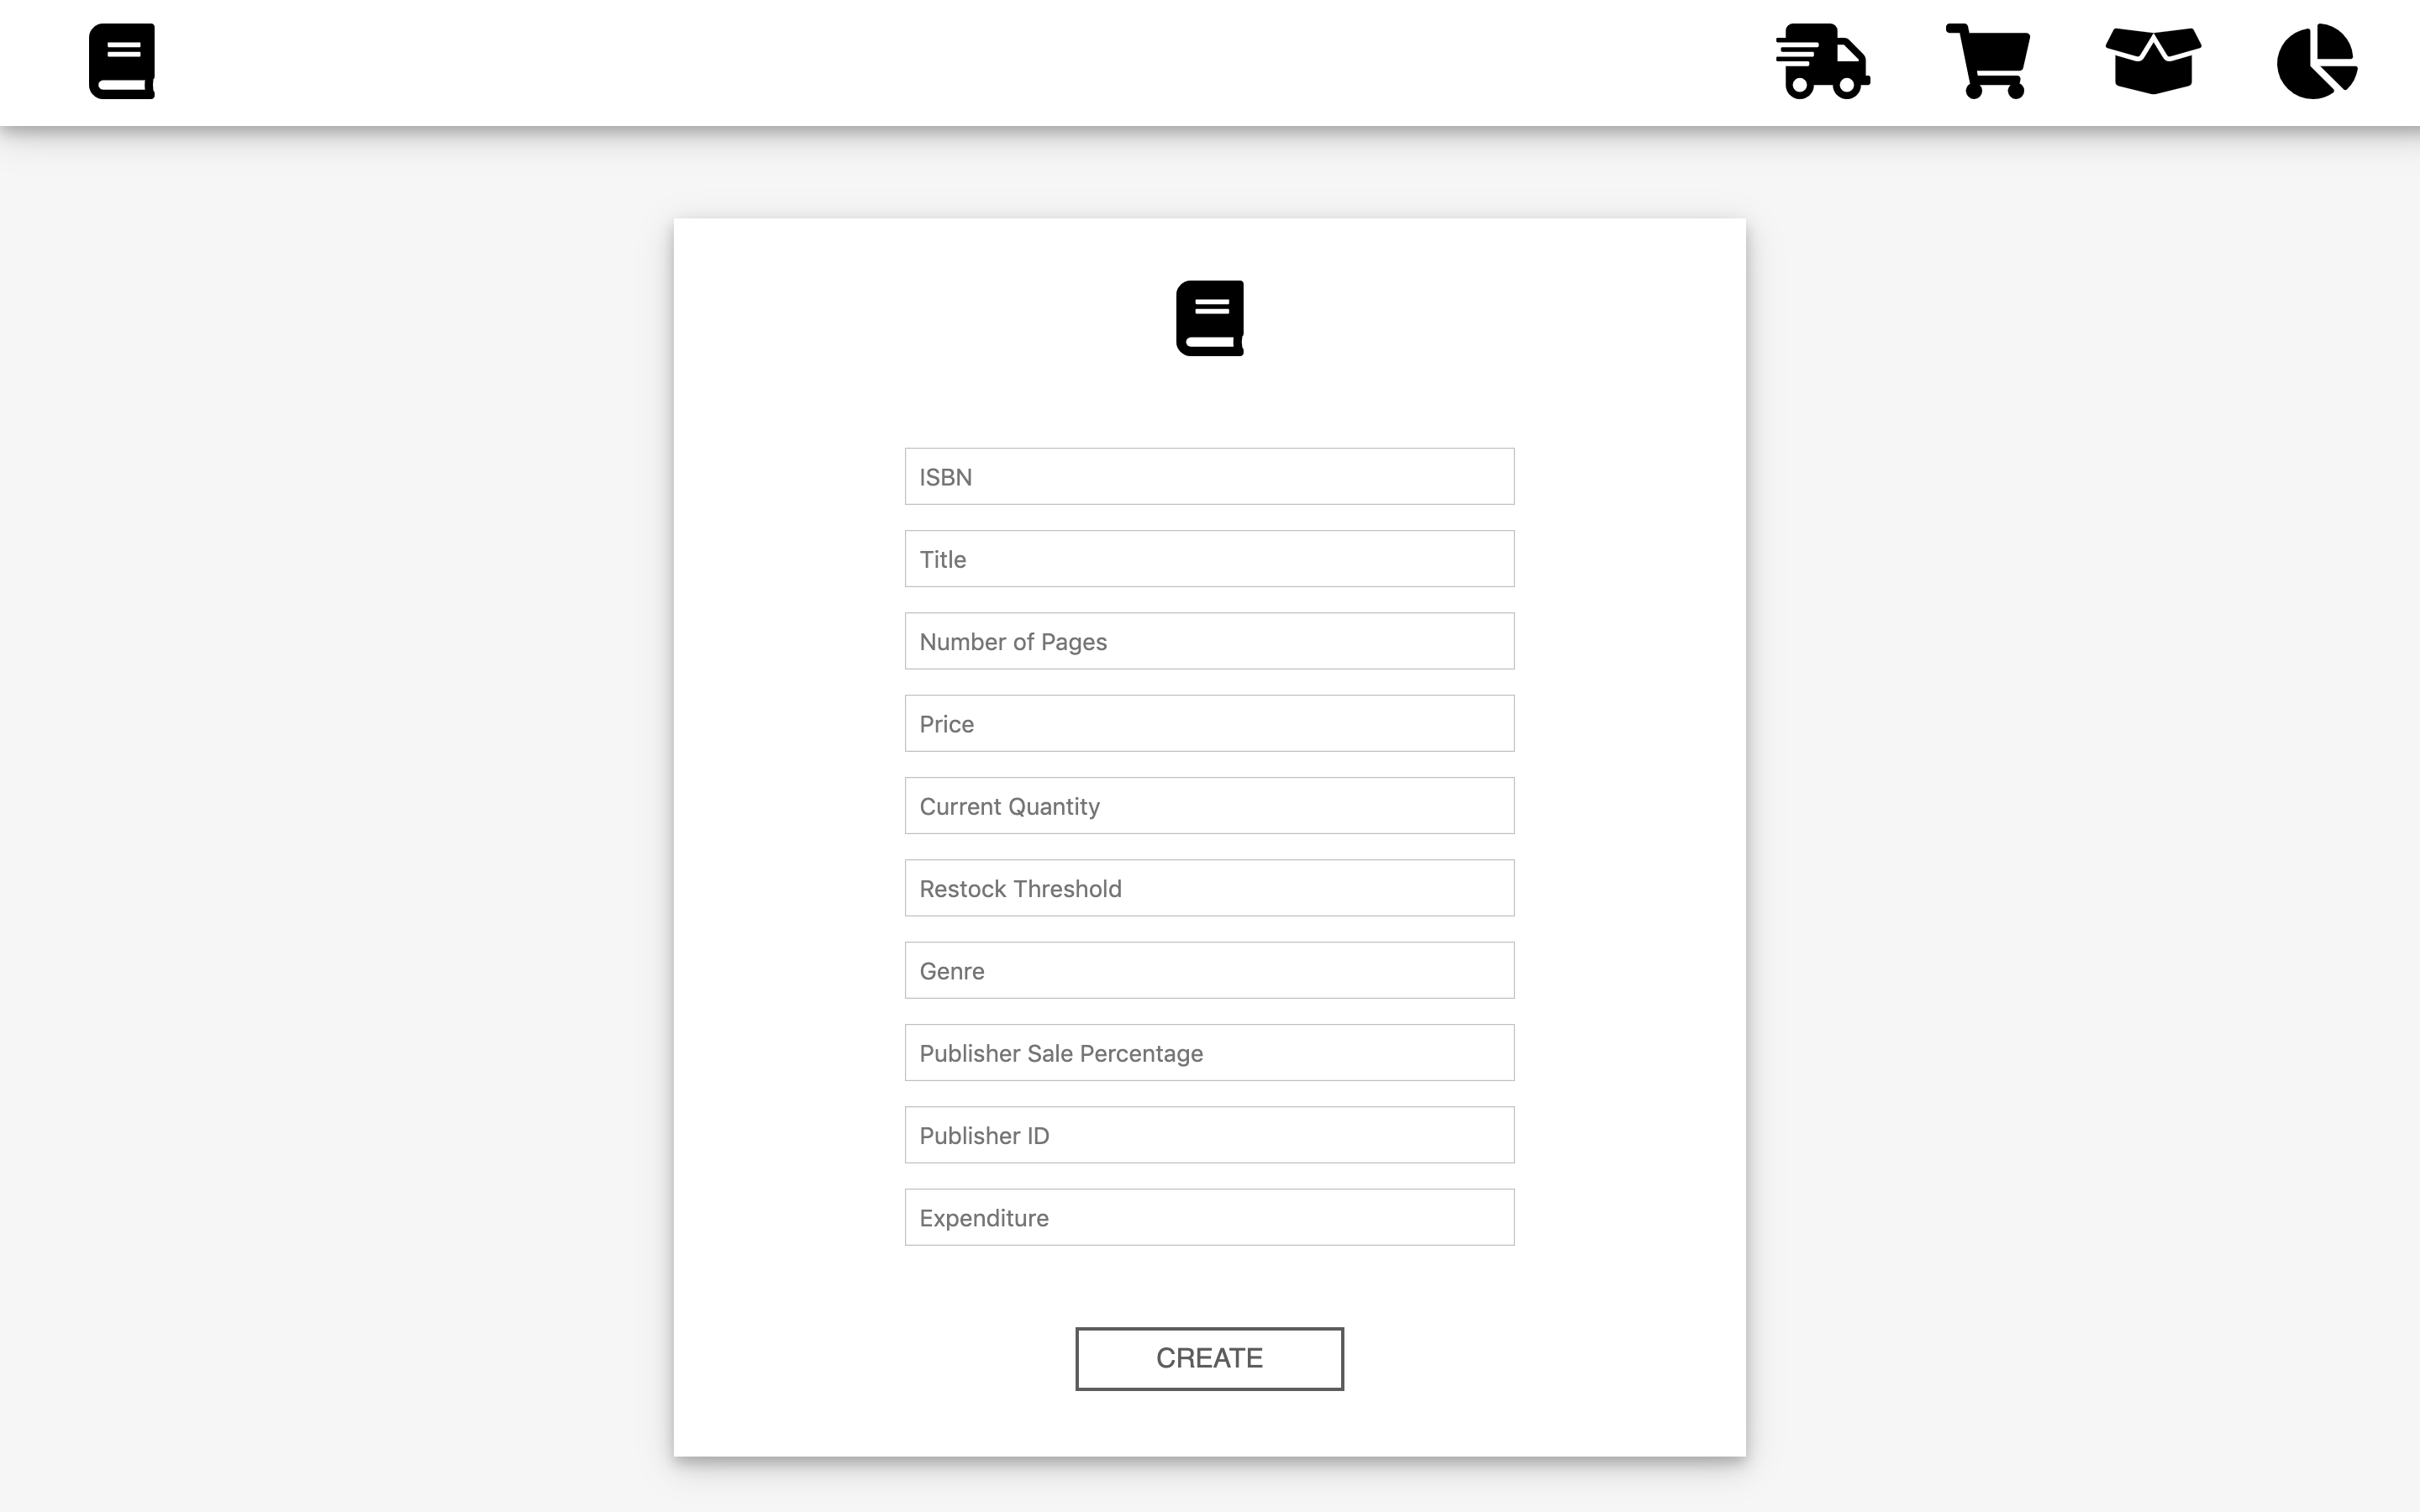 ISBN
Title
Number of Pages
Price
Current Quantity
Restock Threshold
Genre
Publisher Sale Percentage
Publisher ID
Expenditure
CREATE